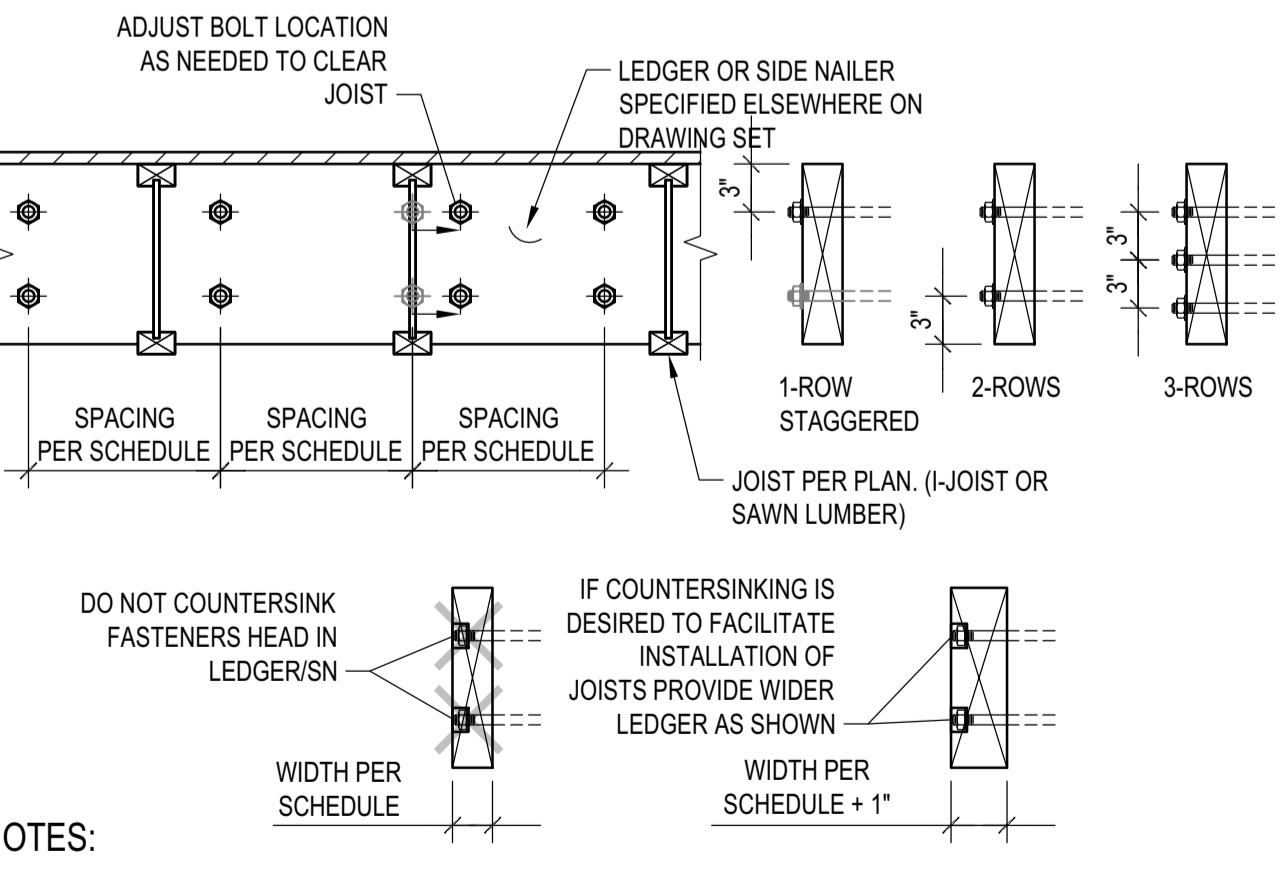 ADJUST BOLT LOCATION
AS NEEDED TO CLEAR
JOIST
LEDGER OR SIDE NAILER
SPECIFIED ELSEWHERE ON
DRAWING SET
3"
3"
3"
3"
1-ROW
STAGGERED
2-ROWS
3-ROWS
SPACING
PER SCHEDULE
SPACING
PER SCHEDULE
SPACING
PER SCHEDULE
JOIST PER PLAN. (I-JOIST OR
SAWN LUMBER)
DO NOT COUNTERSINK
FASTENERS HEAD IN
LEDGER/SN
IF COUNTERSINKING IS
DESIRED TO FACILITATE
INSTALLATION OF
JOISTS PROVIDE WIDER
LEDGER AS SHOWN
WIDTH PER
SCHEDULE
WIDTH PER
SCHEDULE + 1"
OTES: